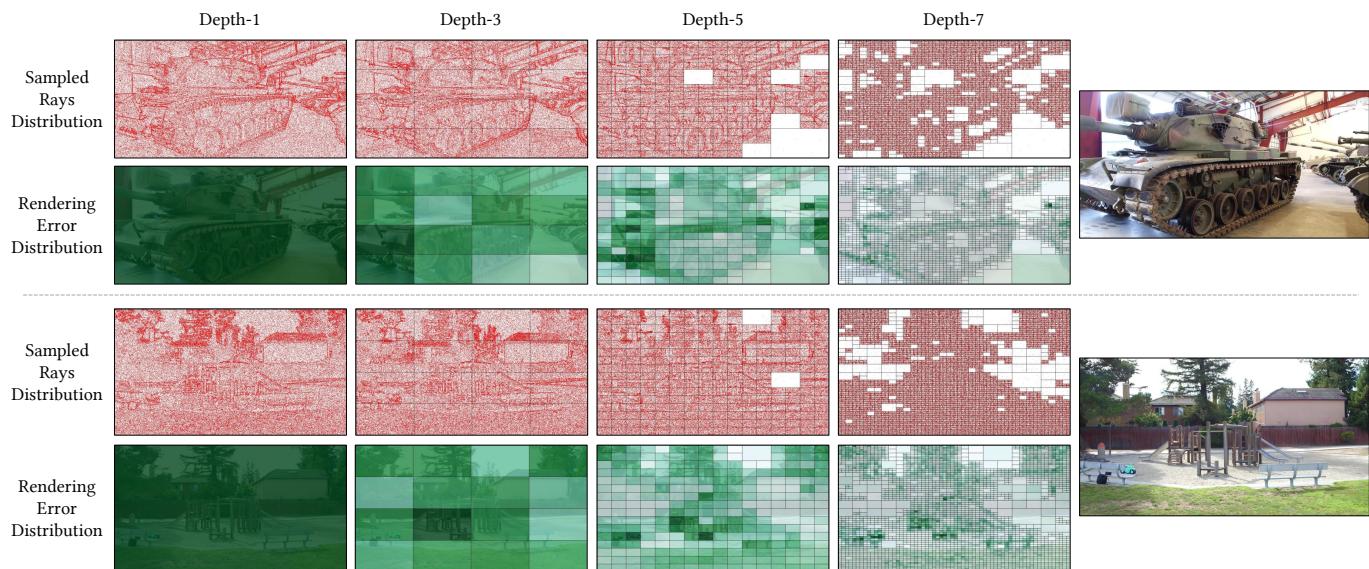 Depth-1
Depth-3
Depth-5
Depth-7
Sampled
Rays
Distribution
Rendering
Error
Distribution
Sampled
Rays
Distribution
Rendering
Error
Distribution